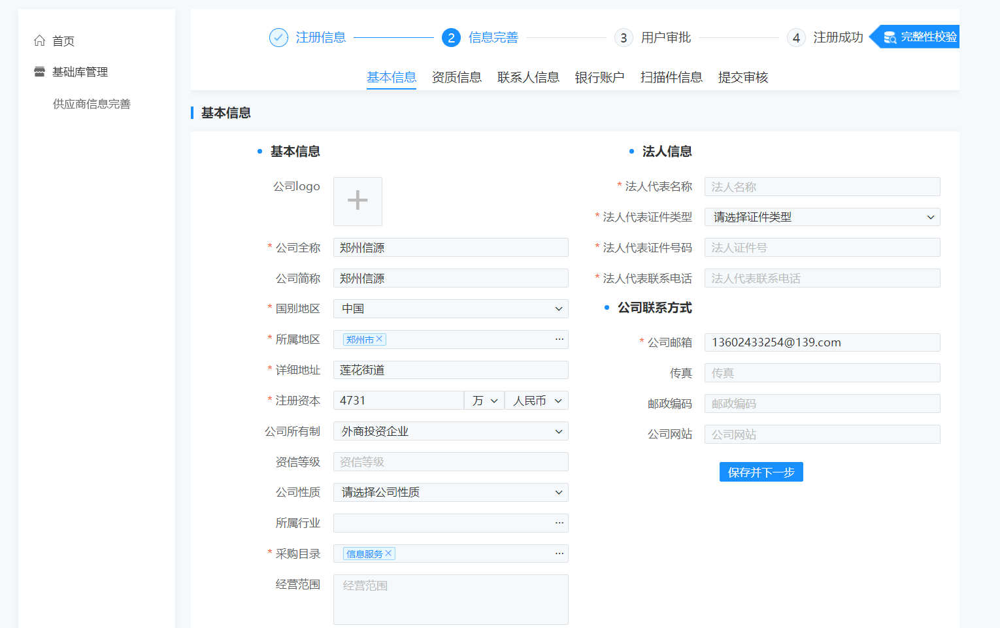 首页
基础库管理
供应商信息完善
注册信息
2 信息完善
3 用户审批
4 注册成功
完整性校验
基本信息 资质信息 联系人信息 银行账户 扫描件信息 提交审核
基本信息
基本信息
公司logo
* 公司全称 郑州信源
公司简称 郑州信源
* 国别地区 中国
* 所属地区 郑州市× ...
* 详细地址 莲花街道
* 注册资本 4731 万 人民币
公司所有制 外商投资企业
资信等级 资信等级
公司性质 请选择公司性质
所属行业 ...
* 采购目录 信息服务× ...
经营范围 经营范围
法人信息
* 法人代表名称 法人名称
* 法人代表证件类型 请选择证件类型
* 法人代表证件号码 法人证件号
* 法人代表联系电话 法人代表联系电话
公司联系方式
* 公司邮箱 13602433254@139.com
传真 传真
邮政编码 邮政编码
公司网站 公司网站
保存并下一步